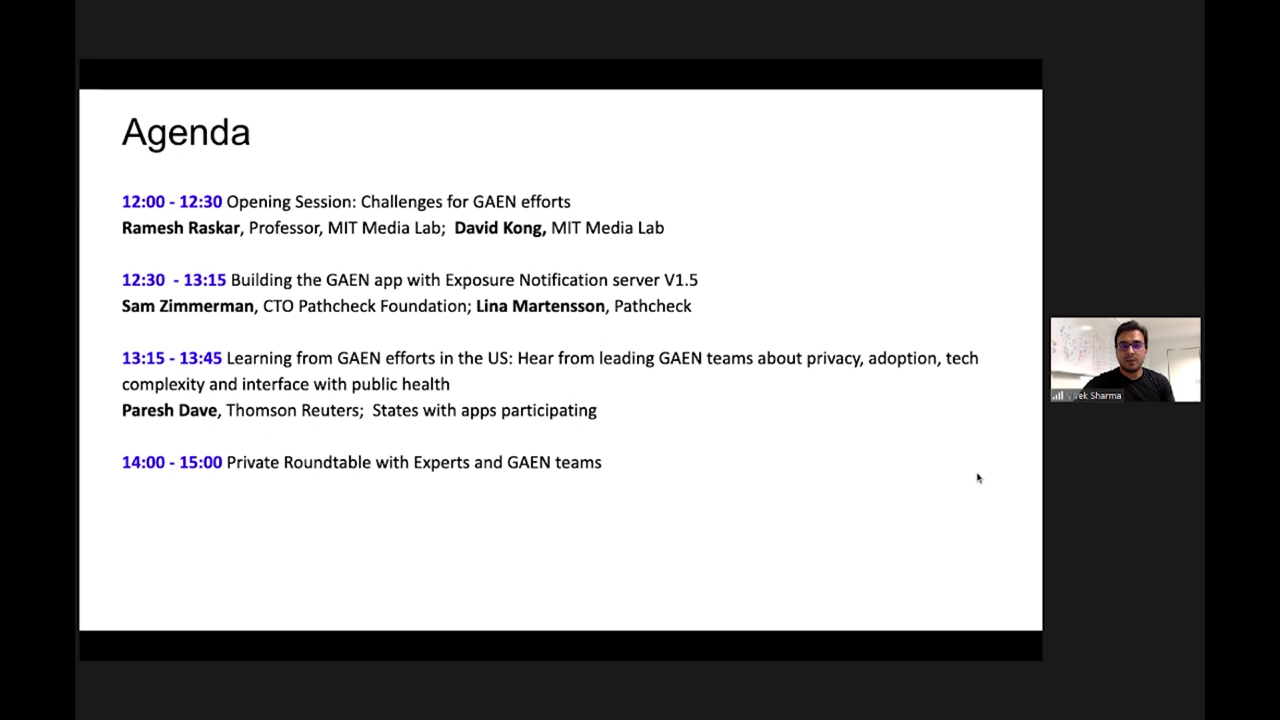 Agenda
12:00 - 12:30 Opening Session: Challenges for GAEN efforts
Ramesh Raskar, Professor, MIT Media Lab;  David Kong, MIT Media Lab
12:30  - 13:15 Building the GAEN app with Exposure Notification server V1.5
Sam Zimmerman, CTO Pathcheck Foundation; Lina Martensson, Pathcheck
13:15 - 13:45 Learning from GAEN efforts in the US: Hear from leading GAEN teams about privacy, adoption, tech
complexity and interface with public health
Paresh Dave, Thomson Reuters;  States with apps participating
14:00 - 15:00 Private Roundtable with Experts and GAEN teams
Vivek Sharma